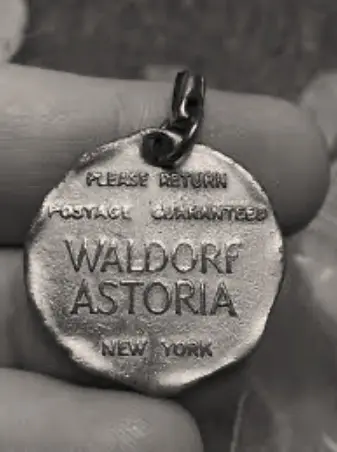 PLEASE RETURN
POSTAGE GUARANTEED
WALDORF
ASTORIA
NEW YORK